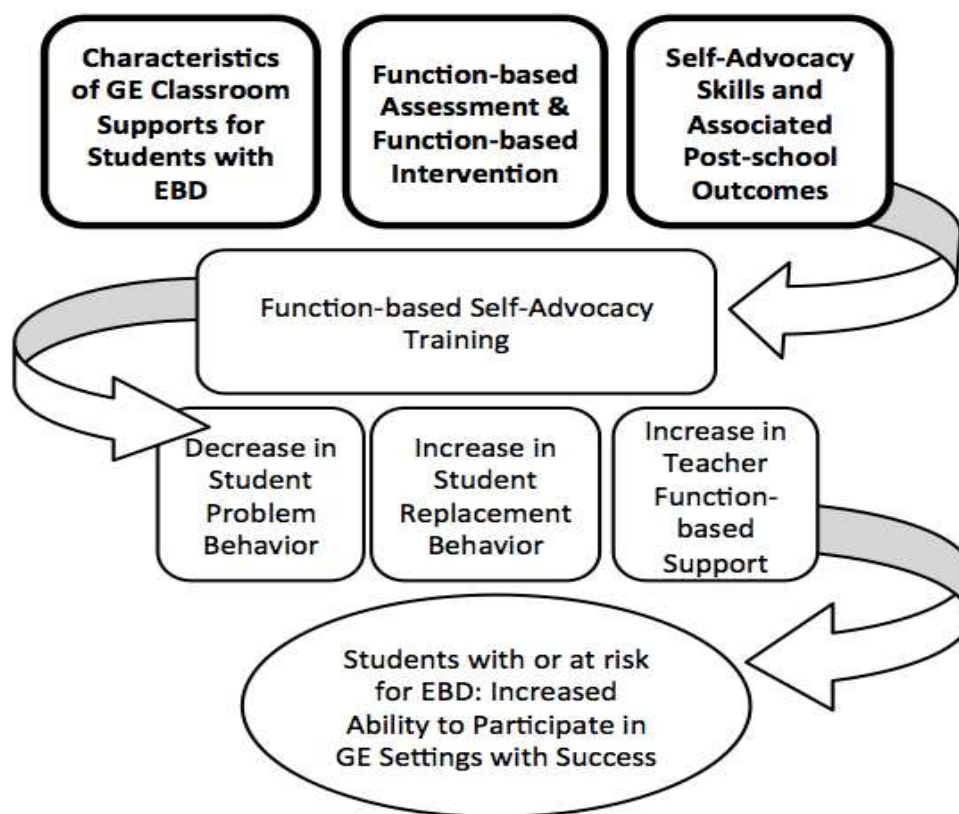 Characteristics
of GE Classroom
Supports for
Students with
EBD
Function-based
Assessment &
Function-based
Intervention
Self-Advocacy
Skills and
Associated
Post-school
Outcomes
Function-based Self-Advocacy
Training
Decrease in
Student
Problem
Behavior
Increase in
Student
Replacement
Behavior
Increase in
Teacher
Function-
based
Support
Students with or at risk
for EBD: Increased
Ability to Participate in
GE Settings with Success